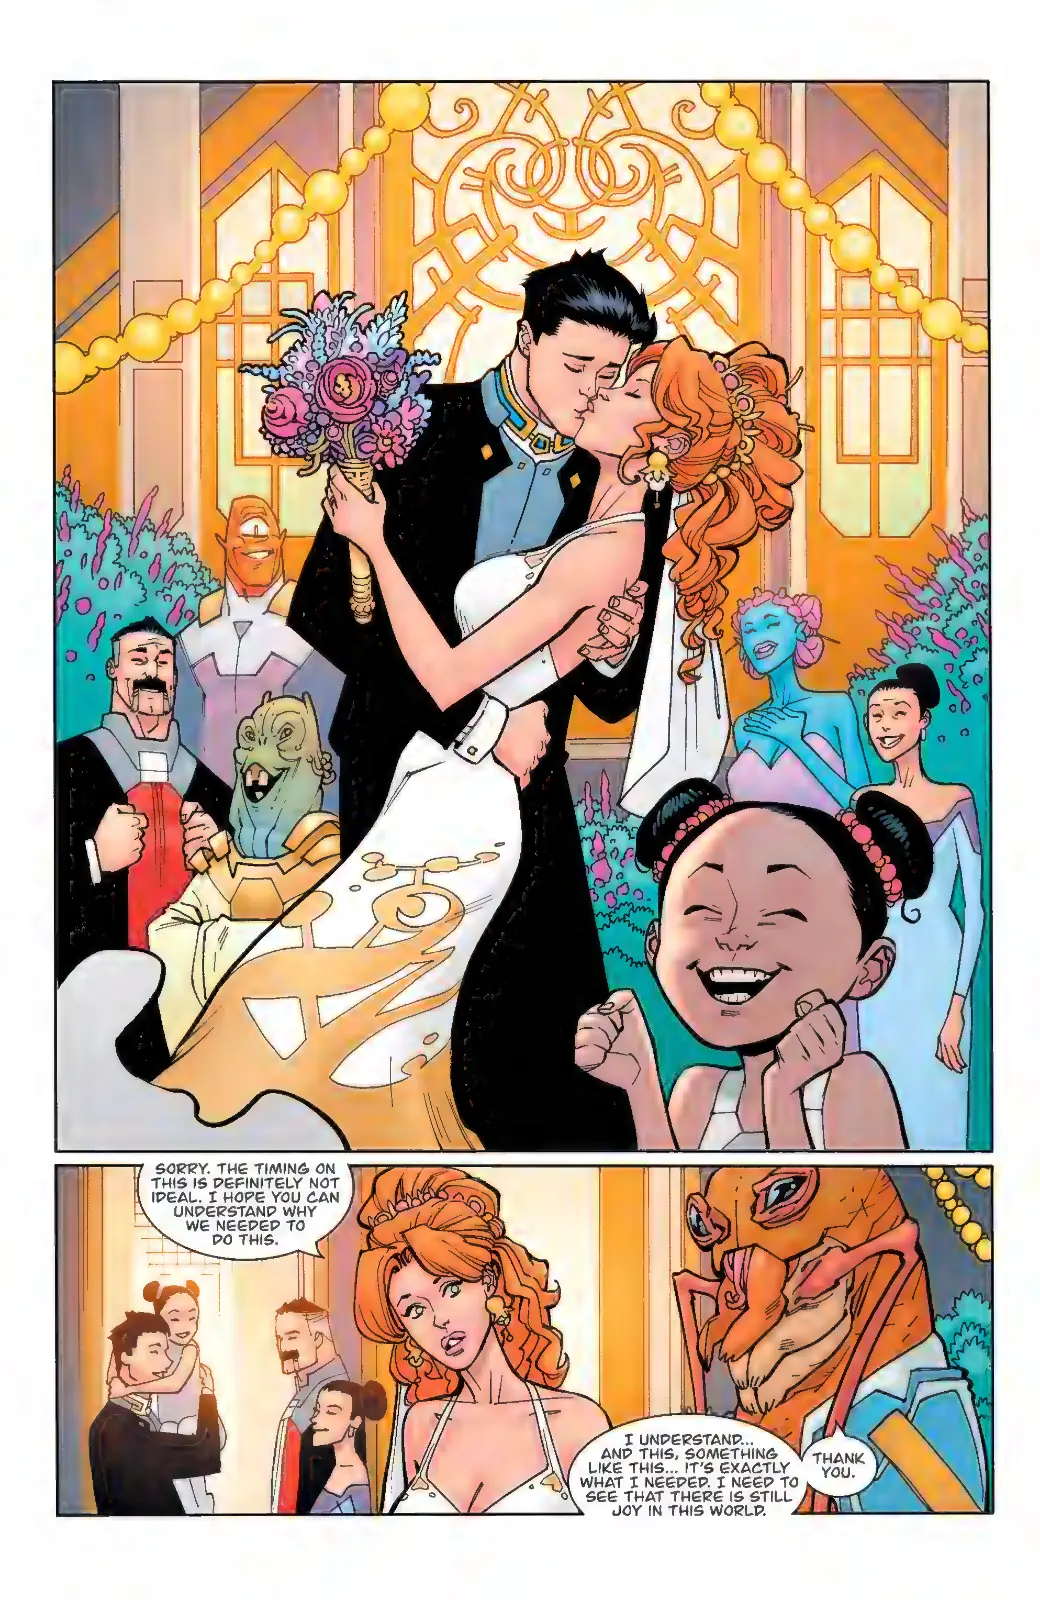 SORRY. THE TIMING ON
THIS IS DEFINITELY NOT
IDEAL. I HOPE YOU CAN
UNDERSTAND WHY
WE NEEDED TO
DO THIS.
I UNDERSTAND...
AND THIS, SOMETHING
LIKE THIS... IT'S EXACTLY
WHAT I NEEDED. I NEED TO
SEE THAT THERE IS STILL
JOY IN THIS WORLD.
THANK
YOU.